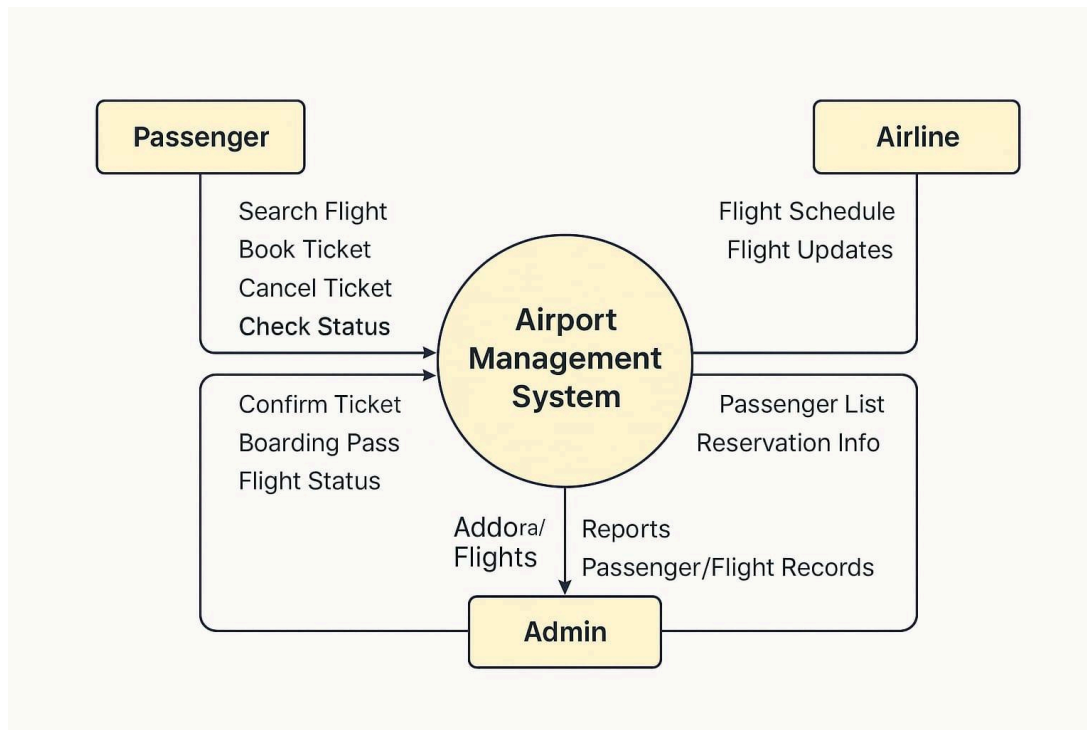 Passenger
Airline
Search Flight
Book Ticket
Cancel Ticket
Check Status
Flight Schedule
Flight Updates
Airport
Management
System
Confirm Ticket
Boarding Pass
Flight Status
Passenger List
Reservation Info
Addora/
Flights
Reports
Passenger/Flight Records
Admin